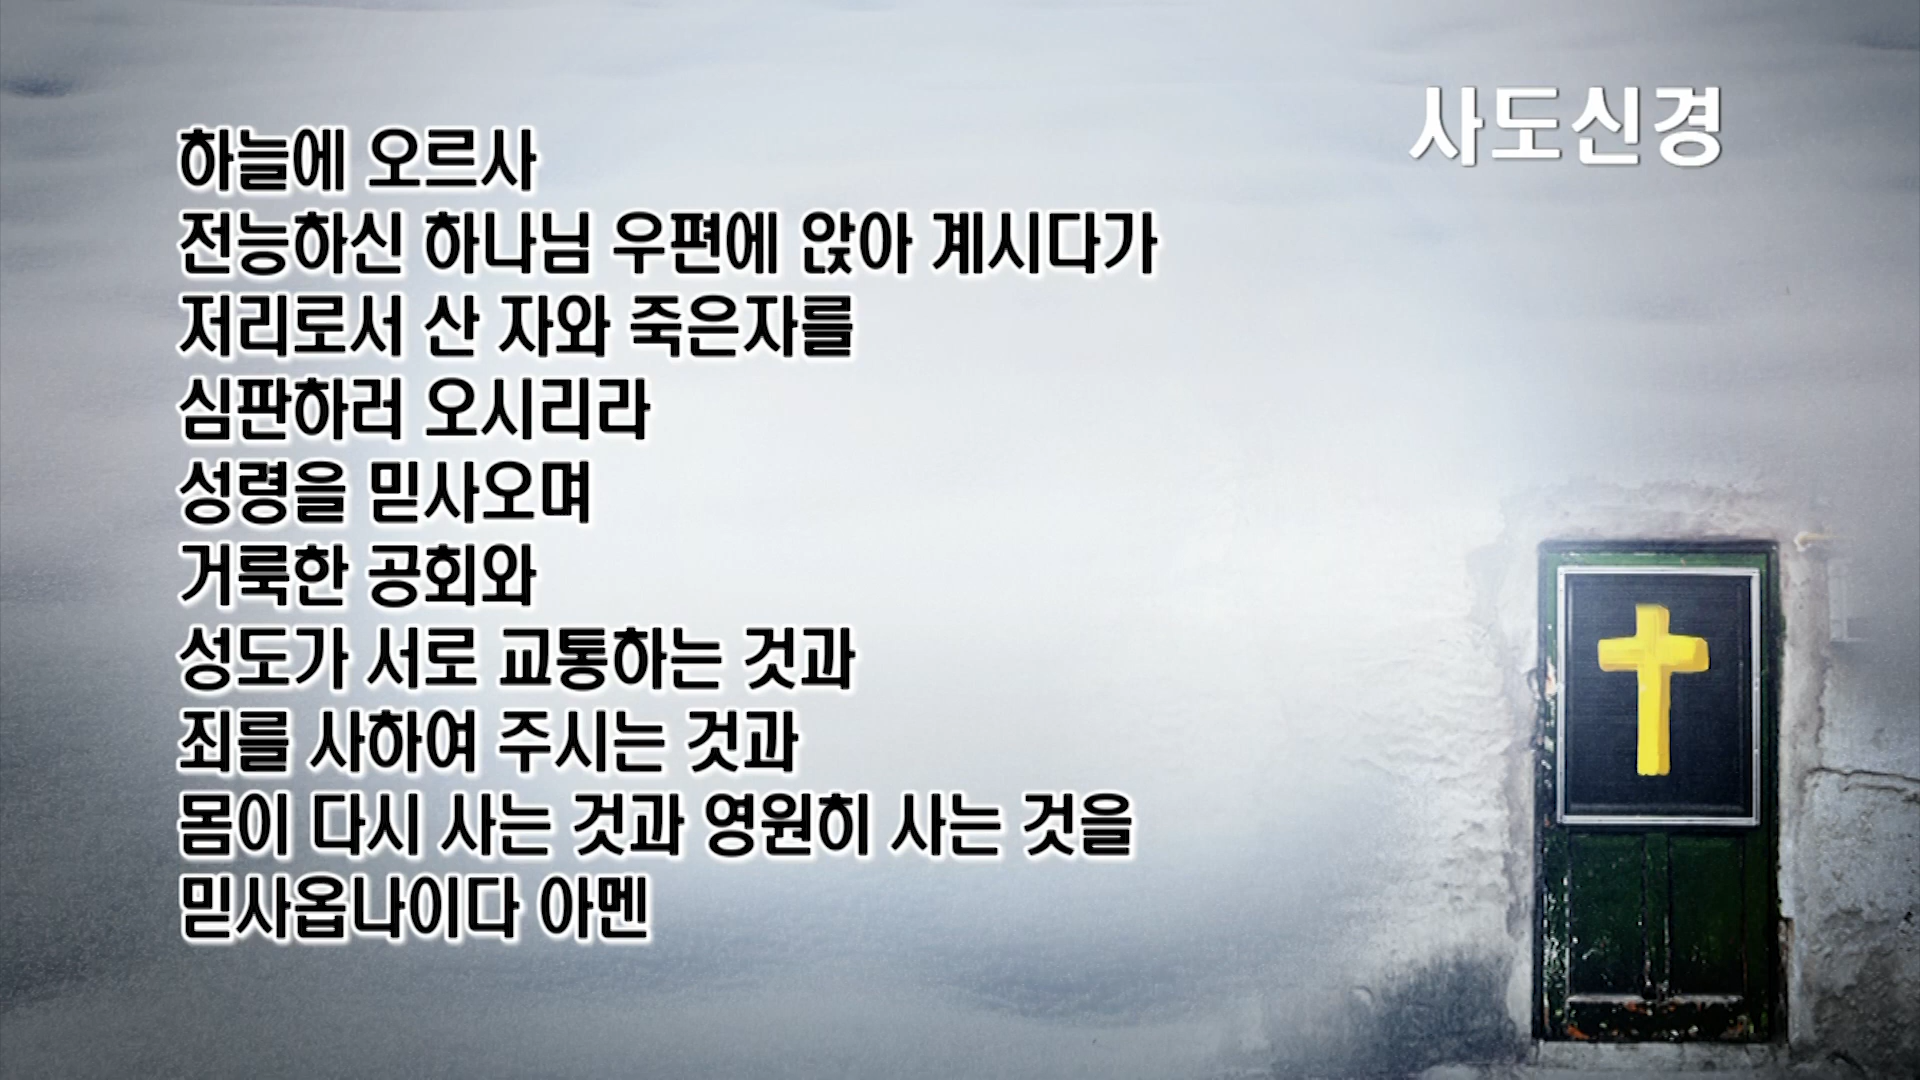 사도신경
하늘에 오르사
전능하신 하나님 우편에 앉아 계시다가
저리로서 산 자와 죽은자를
심판하러 오시리라
성령을 믿사오며
거룩한 공회와
성도가 서로 교통하는 것과
죄를 사하여 주시는 것과
몸이 다시 사는 것과 영원히 사는 것을
믿사옵나이다 아멘